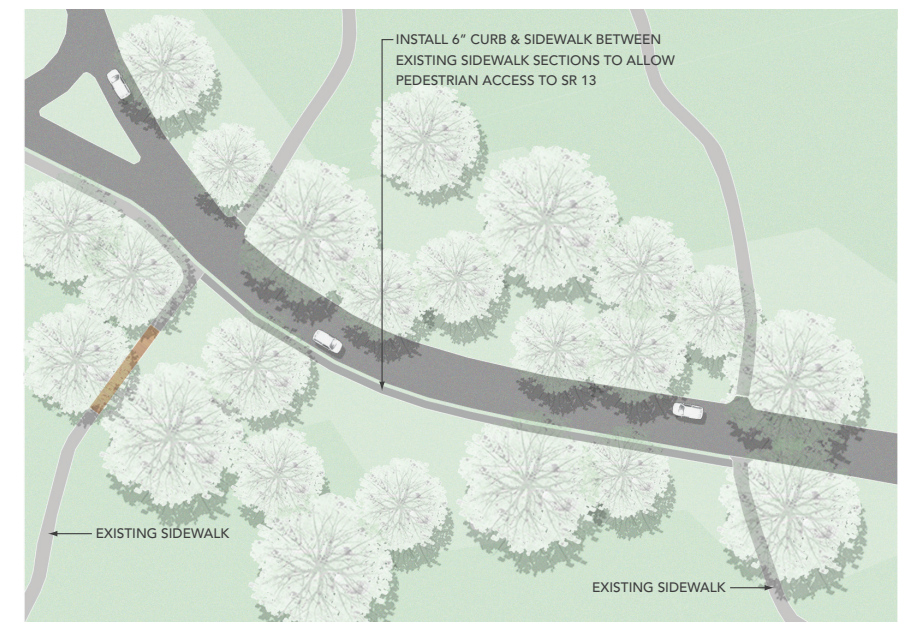 INSTALL 6” CURB & SIDEWALK BETWEEN
EXISTING SIDEWALK SECTIONS TO ALLOW
PEDESTRIAN ACCESS TO SR 13
EXISTING SIDEWALK
EXISTING SIDEWALK